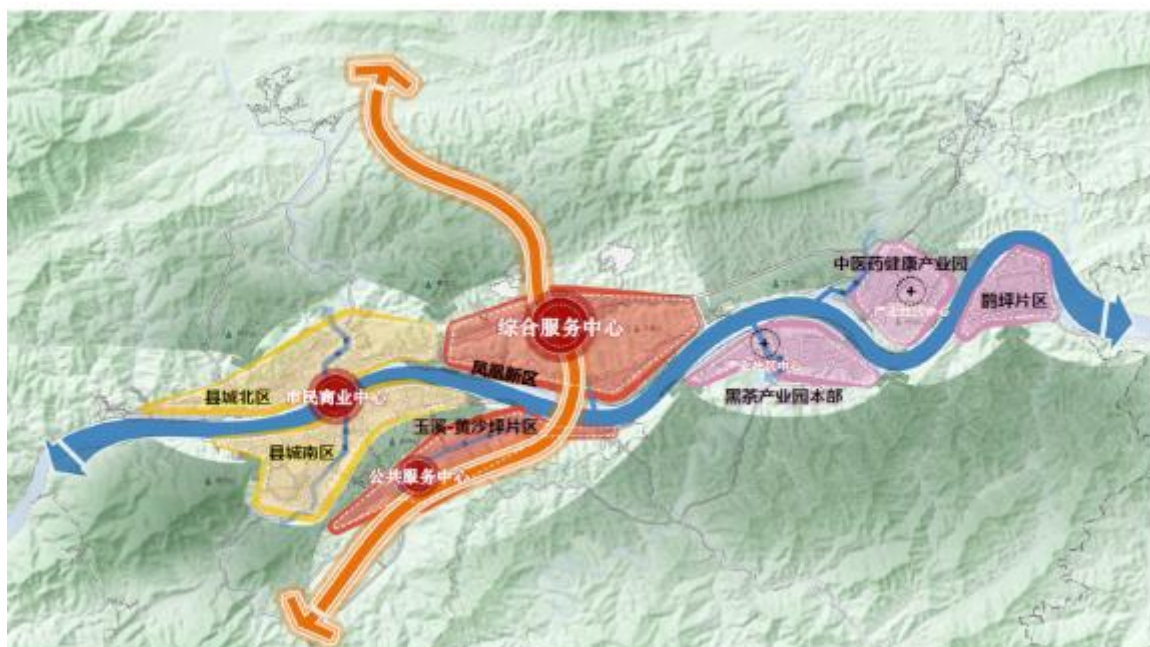 中医药健康产业园
鹊坪片区
综合服务中心
凤凰新区
县城北区
市民商业中心
黑茶产业园本部
玉溪-黄沙坪片区
县城南区
公共服务中心